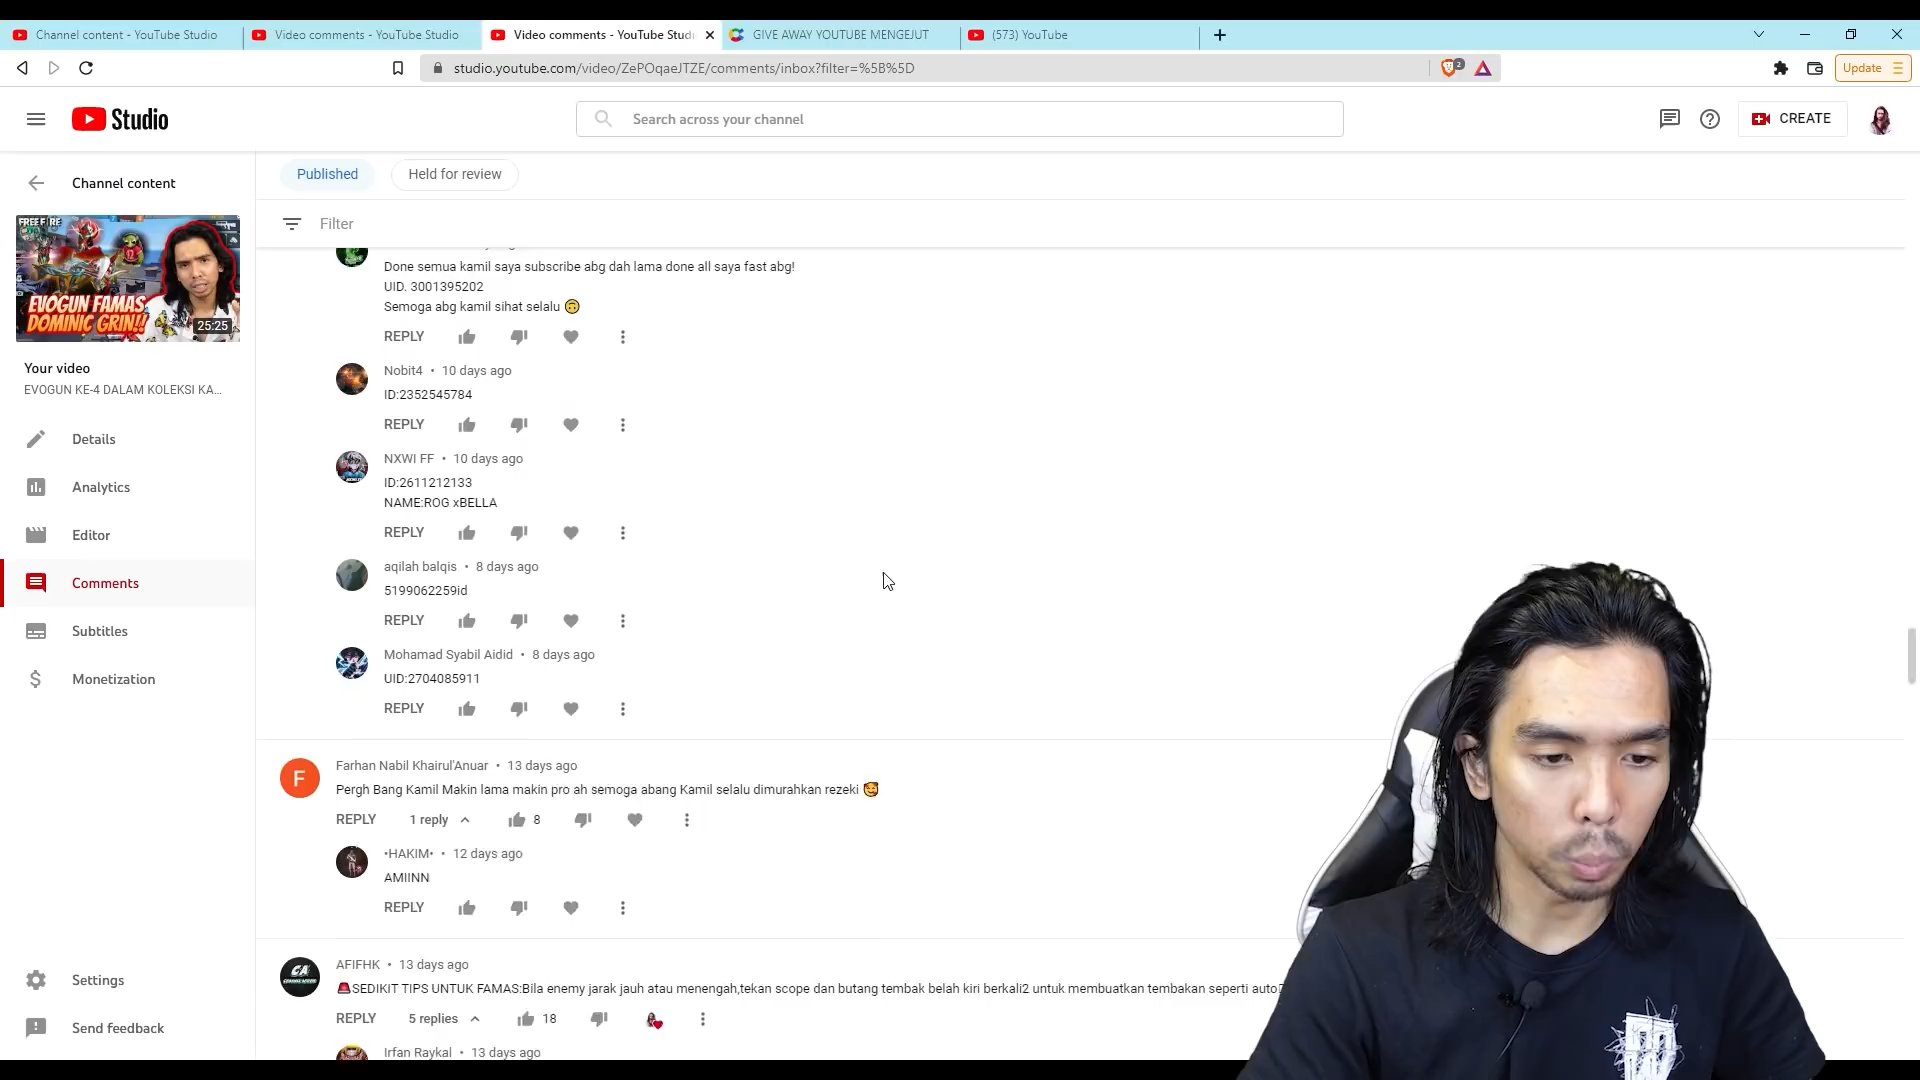 Channel content - YouTube Studio
Video comments - YouTube Studio
Video comments - YouTube Studi
GIVE AWAY YOUTUBE MENGEJUT
(573) YouTube
studio.youtube.com/video/ZePOqaeJTZE/comments/inbox?filter=%5B%5D
2
Update
Studio
Search across your channel
CREATE
Channel content
FREE FIRE
EVOGUN FAMAS
DOMINIC GRIN!!
25:25
Your video
EVOGUN KE-4 DALAM KOLEKSI KA...
Details
Analytics
Editor
Comments
Subtitles
Monetization
Settings
Send feedback
Published
Held for review
Filter
Done semua kamil saya subscribe abg dah lama done all saya fast abg!
UID. 3001395202
Semoga abg kamil sihat selalu 🙃
REPLY
Nobit4 • 10 days ago
ID:2352545784
REPLY
NXWI FF • 10 days ago
ID:2611212133
NAME:ROG xBELLA
REPLY
aqilah balqis • 8 days ago
5199062259id
REPLY
Mohamad Syabil Aidid • 8 days ago
UID:2704085911
REPLY
F
Farhan Nabil Khairul'Anuar • 13 days ago
Pergh Bang Kamil Makin lama makin pro ah semoga abang Kamil selalu dimurahkan rezeki 🥰
REPLY 1 reply 8
•HAKIM• • 12 days ago
AMIINN
REPLY
AFIFHK • 13 days ago
🚨SEDIKIT TIPS UNTUK FAMAS:Bila enemy jarak jauh atau menengah,tekan scope dan butang tembak belah kiri berkali2 untuk membuatkan tembakan seperti auto
REPLY 5 replies 18
Irfan Raykal • 13 days ago